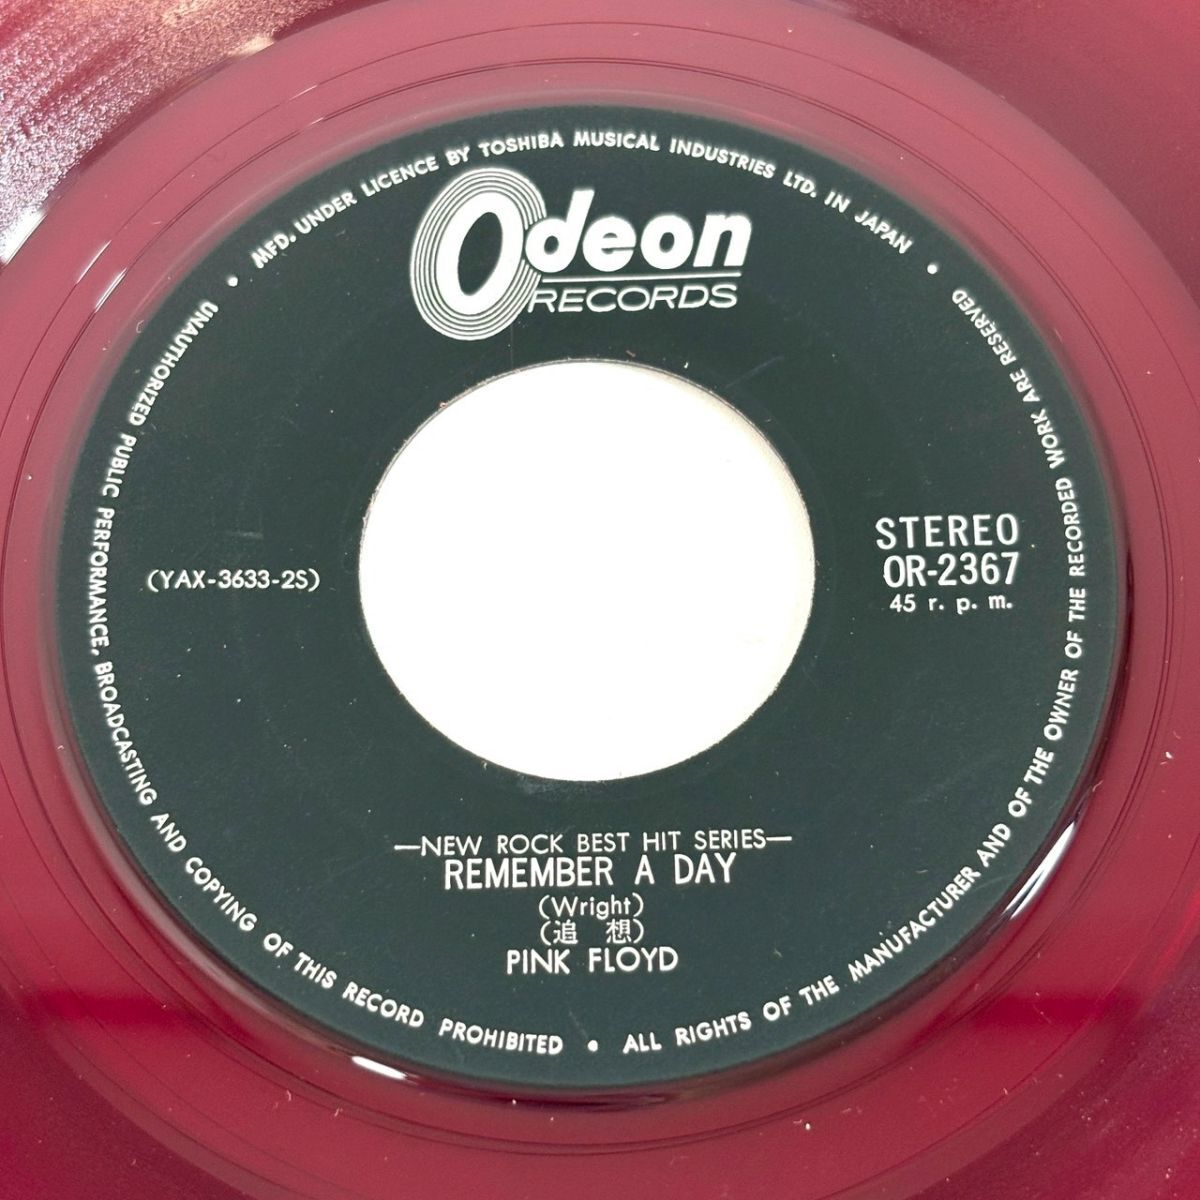 MFD. UNDER LICENCE BY TOSHIBA MUSICAL INDUSTRIES LTD. IN JAPAN •
Odeon
RECORDS
(YAX-3633-2S)
STEREO
OR-2367
45 r. p. m.
—NEW ROCK BEST HIT SERIES—
REMEMBER A DAY
(Wright)
(追 想)
PINK FLOYD
UNAUTHORIZED PUBLIC PERFORMANCE, BROADCASTING AND COPYING OF THIS RECORD PROHIBITED •
ALL RIGHTS OF THE MANUFACTURER AND OF THE OWNER OF THE RECORDED WORK ARE RESERVED •